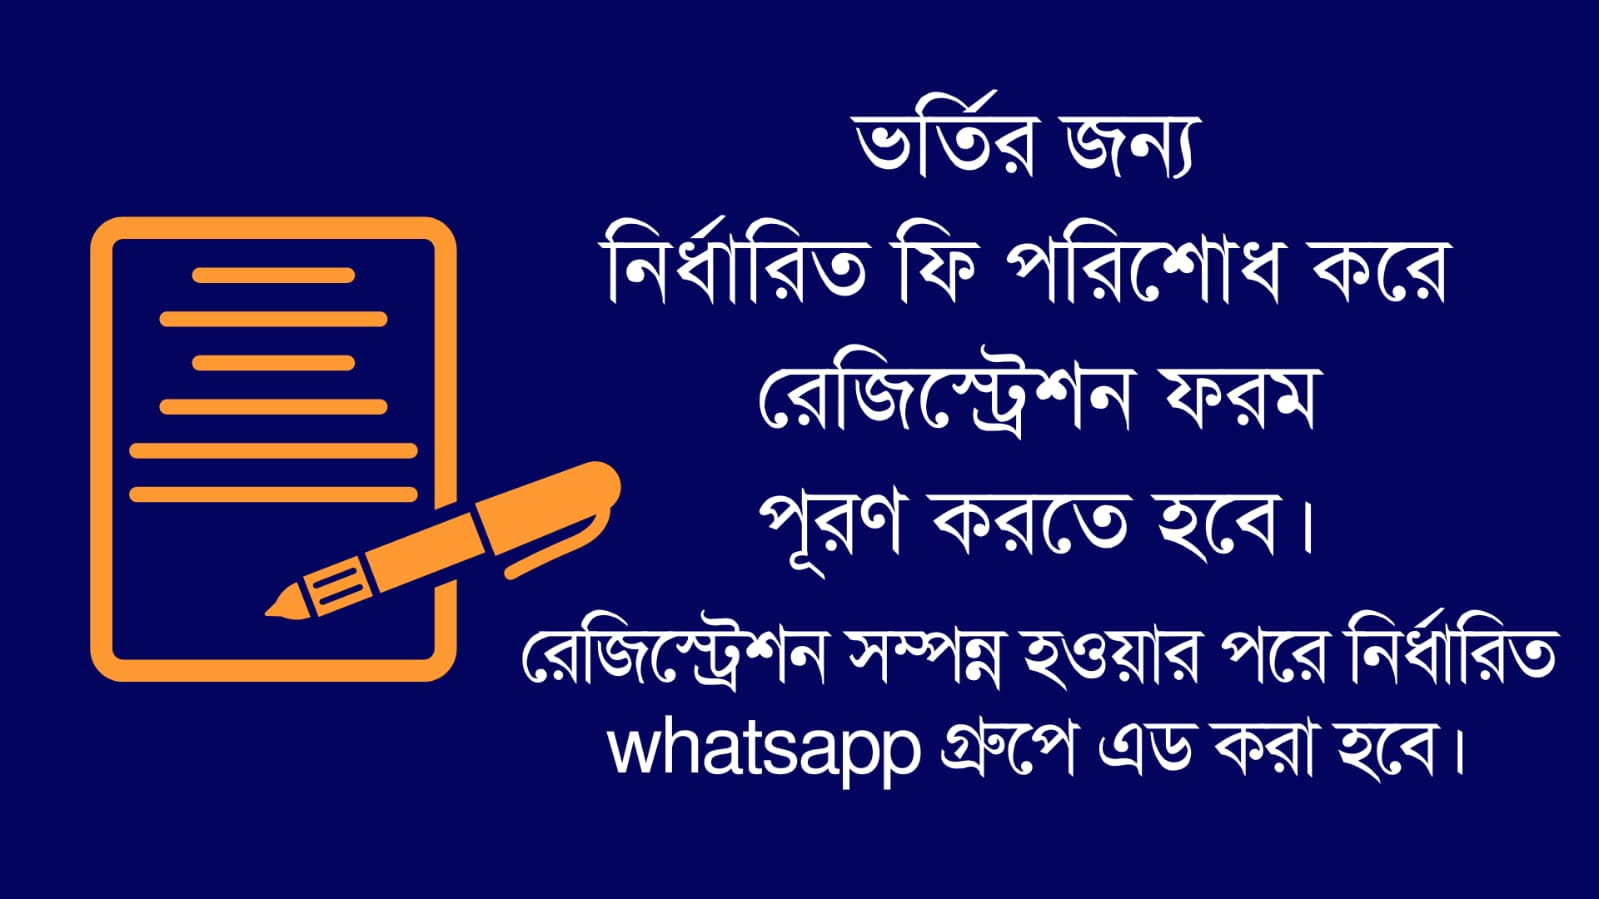 ভর্তির জন্য
নির্ধারিত ফি পরিশোধ করে
রেজিস্ট্রেশন ফরম
পূরণ করতে হবে।
রেজিস্ট্রেশন সম্পন্ন হওয়ার পরে নির্ধারিত
whatsapp গ্রুপে এড করা হবে।